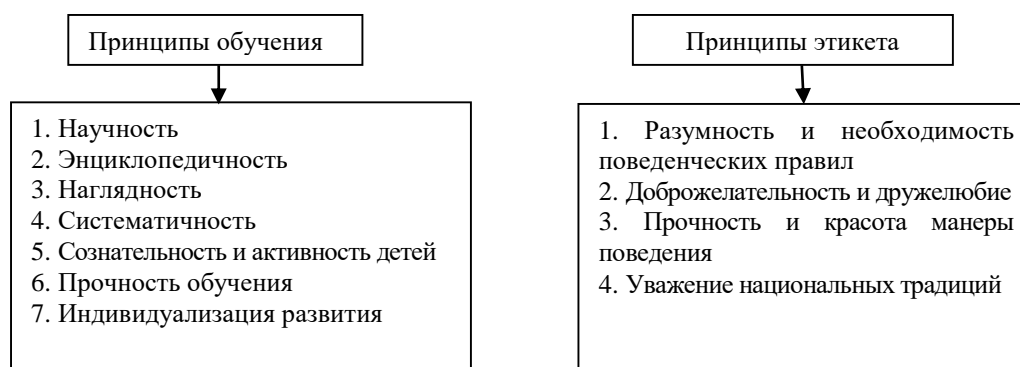 Принципы обучения
1. Научность
2. Энциклопедичность
3. Наглядность
4. Систематичность
5. Сознательность и активность детей
6. Прочность обучения
7. Индивидуализация развития
Принципы этикета
1. Разумность и необходимость
поведенческих правил
2. Доброжелательность и дружелюбие
3. Прочность и красота манеры
поведения
4. Уважение национальных традиций